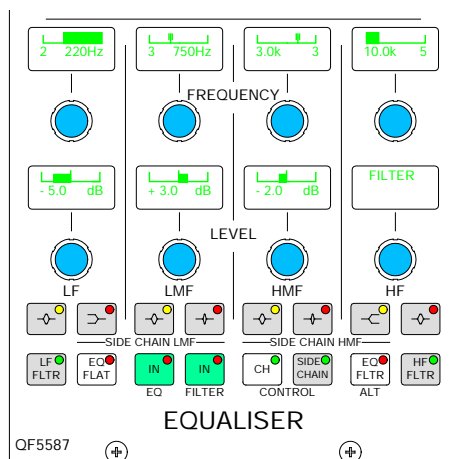 2 220Hz 3 750Hz 3.0k 3 10.0k 5
FREQUENCY
- 5.0 dB + 3.0 dB - 2.0 dB FILTER
LEVEL
LF LMF HMF HF
SIDE CHAIN LMF SIDE CHAIN HMF
LF FLTR EQ FLAT IN IN CH SIDE CHAIN EQ FLTR HF FLTR
EQ FILTER CONTROL ALT
EQUALISER
QF5587